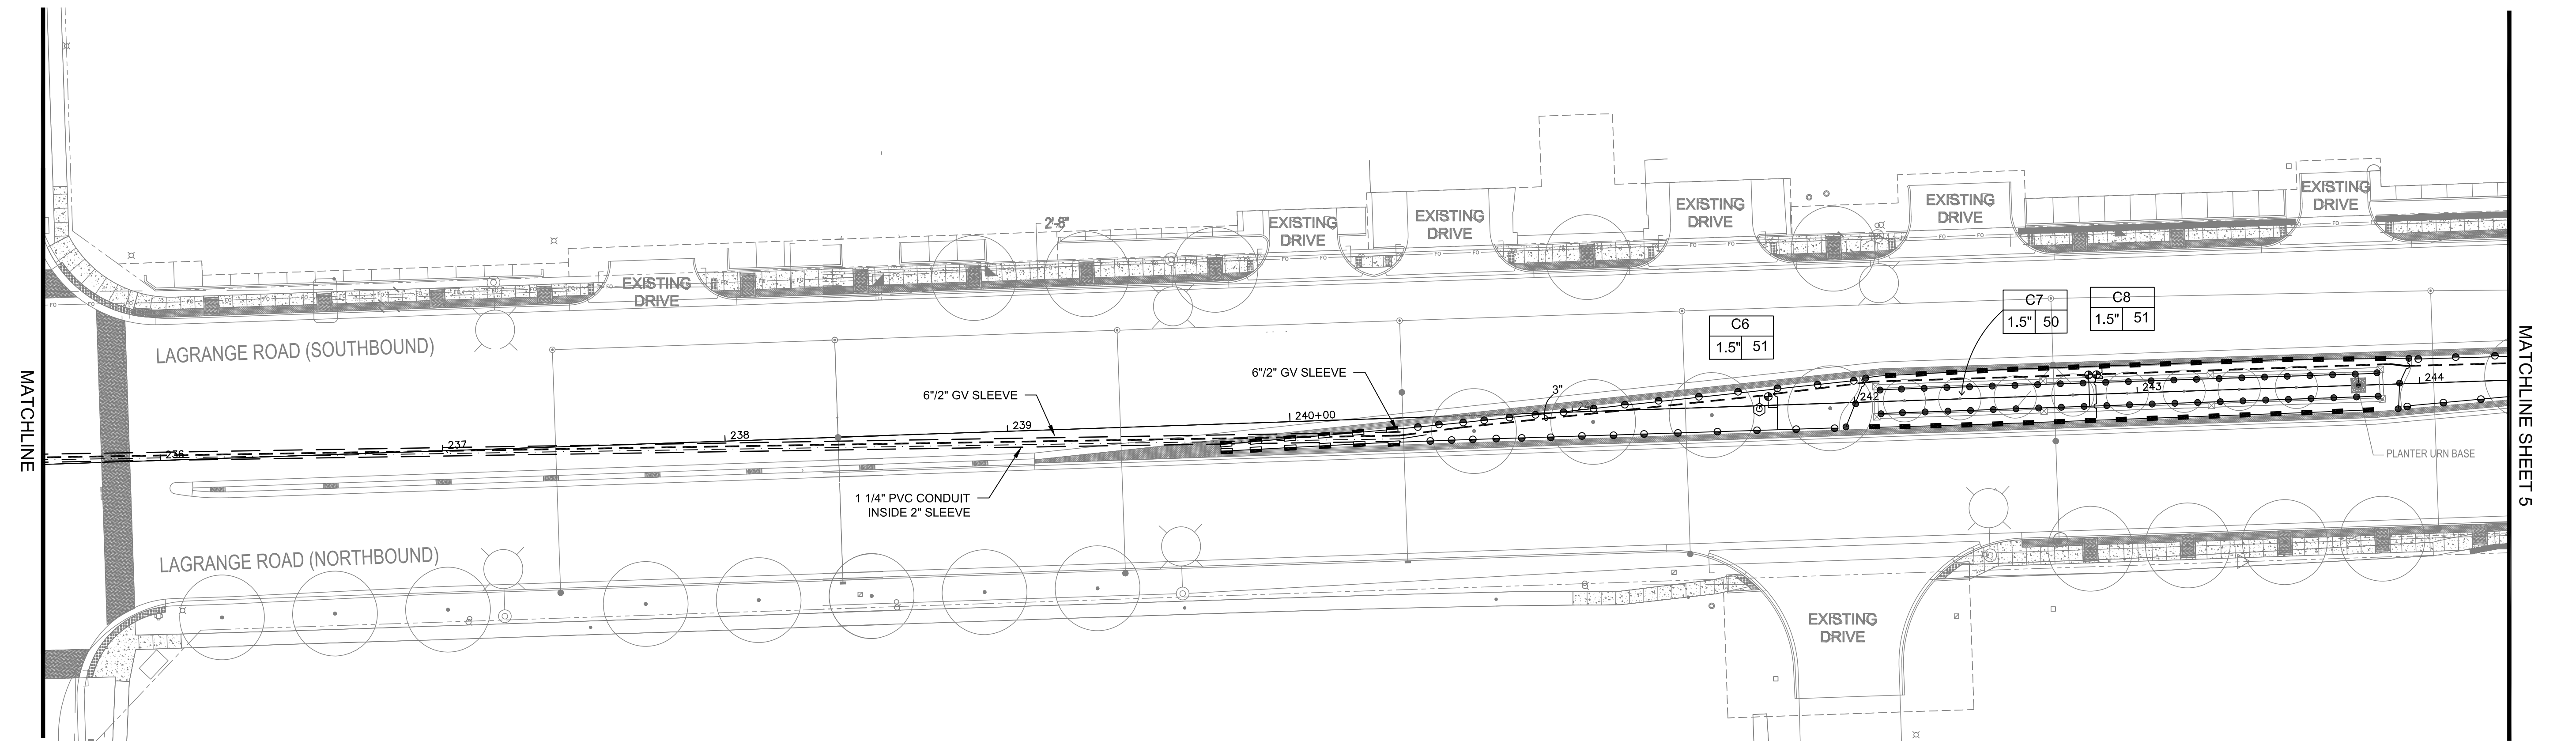 2'-8"
EXISTING
DRIVE
EXISTING
DRIVE
EXISTING
DRIVE
EXISTING
DRIVE
EXISTING
DRIVE
EXISTING
DRIVE
LAGRANGE ROAD (SOUTHBOUND)
C6
1.5" 51
C7
1.5" 50
C8
1.5" 51
6"/2" GV SLEEVE
6"/2" GV SLEEVE
3"
236
237
238
239
240+00
242
243
244
1 1/4" PVC CONDUIT
INSIDE 2" SLEEVE
PLANTER URN BASE
LAGRANGE ROAD (NORTHBOUND)
EXISTING
DRIVE
MATCHLINE
MATCHLINE SHEET 5